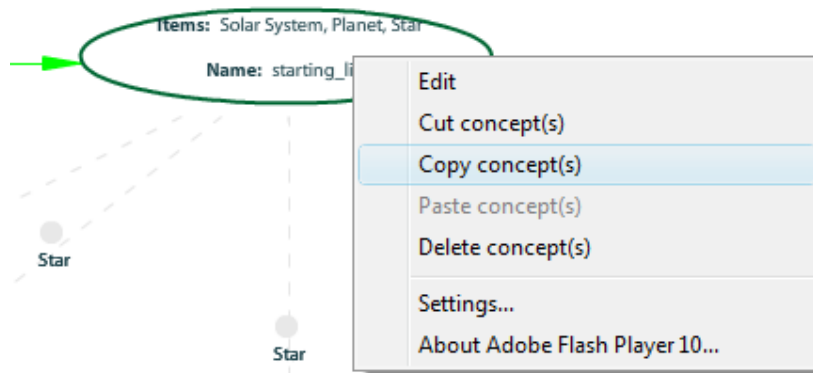 Items: Solar System, Planet, Star
Name: starting_li
Edit
Cut concept(s)
Copy concept(s)
Paste concept(s)
Delete concept(s)
Settings...
About Adobe Flash Player 10...
Star
Star